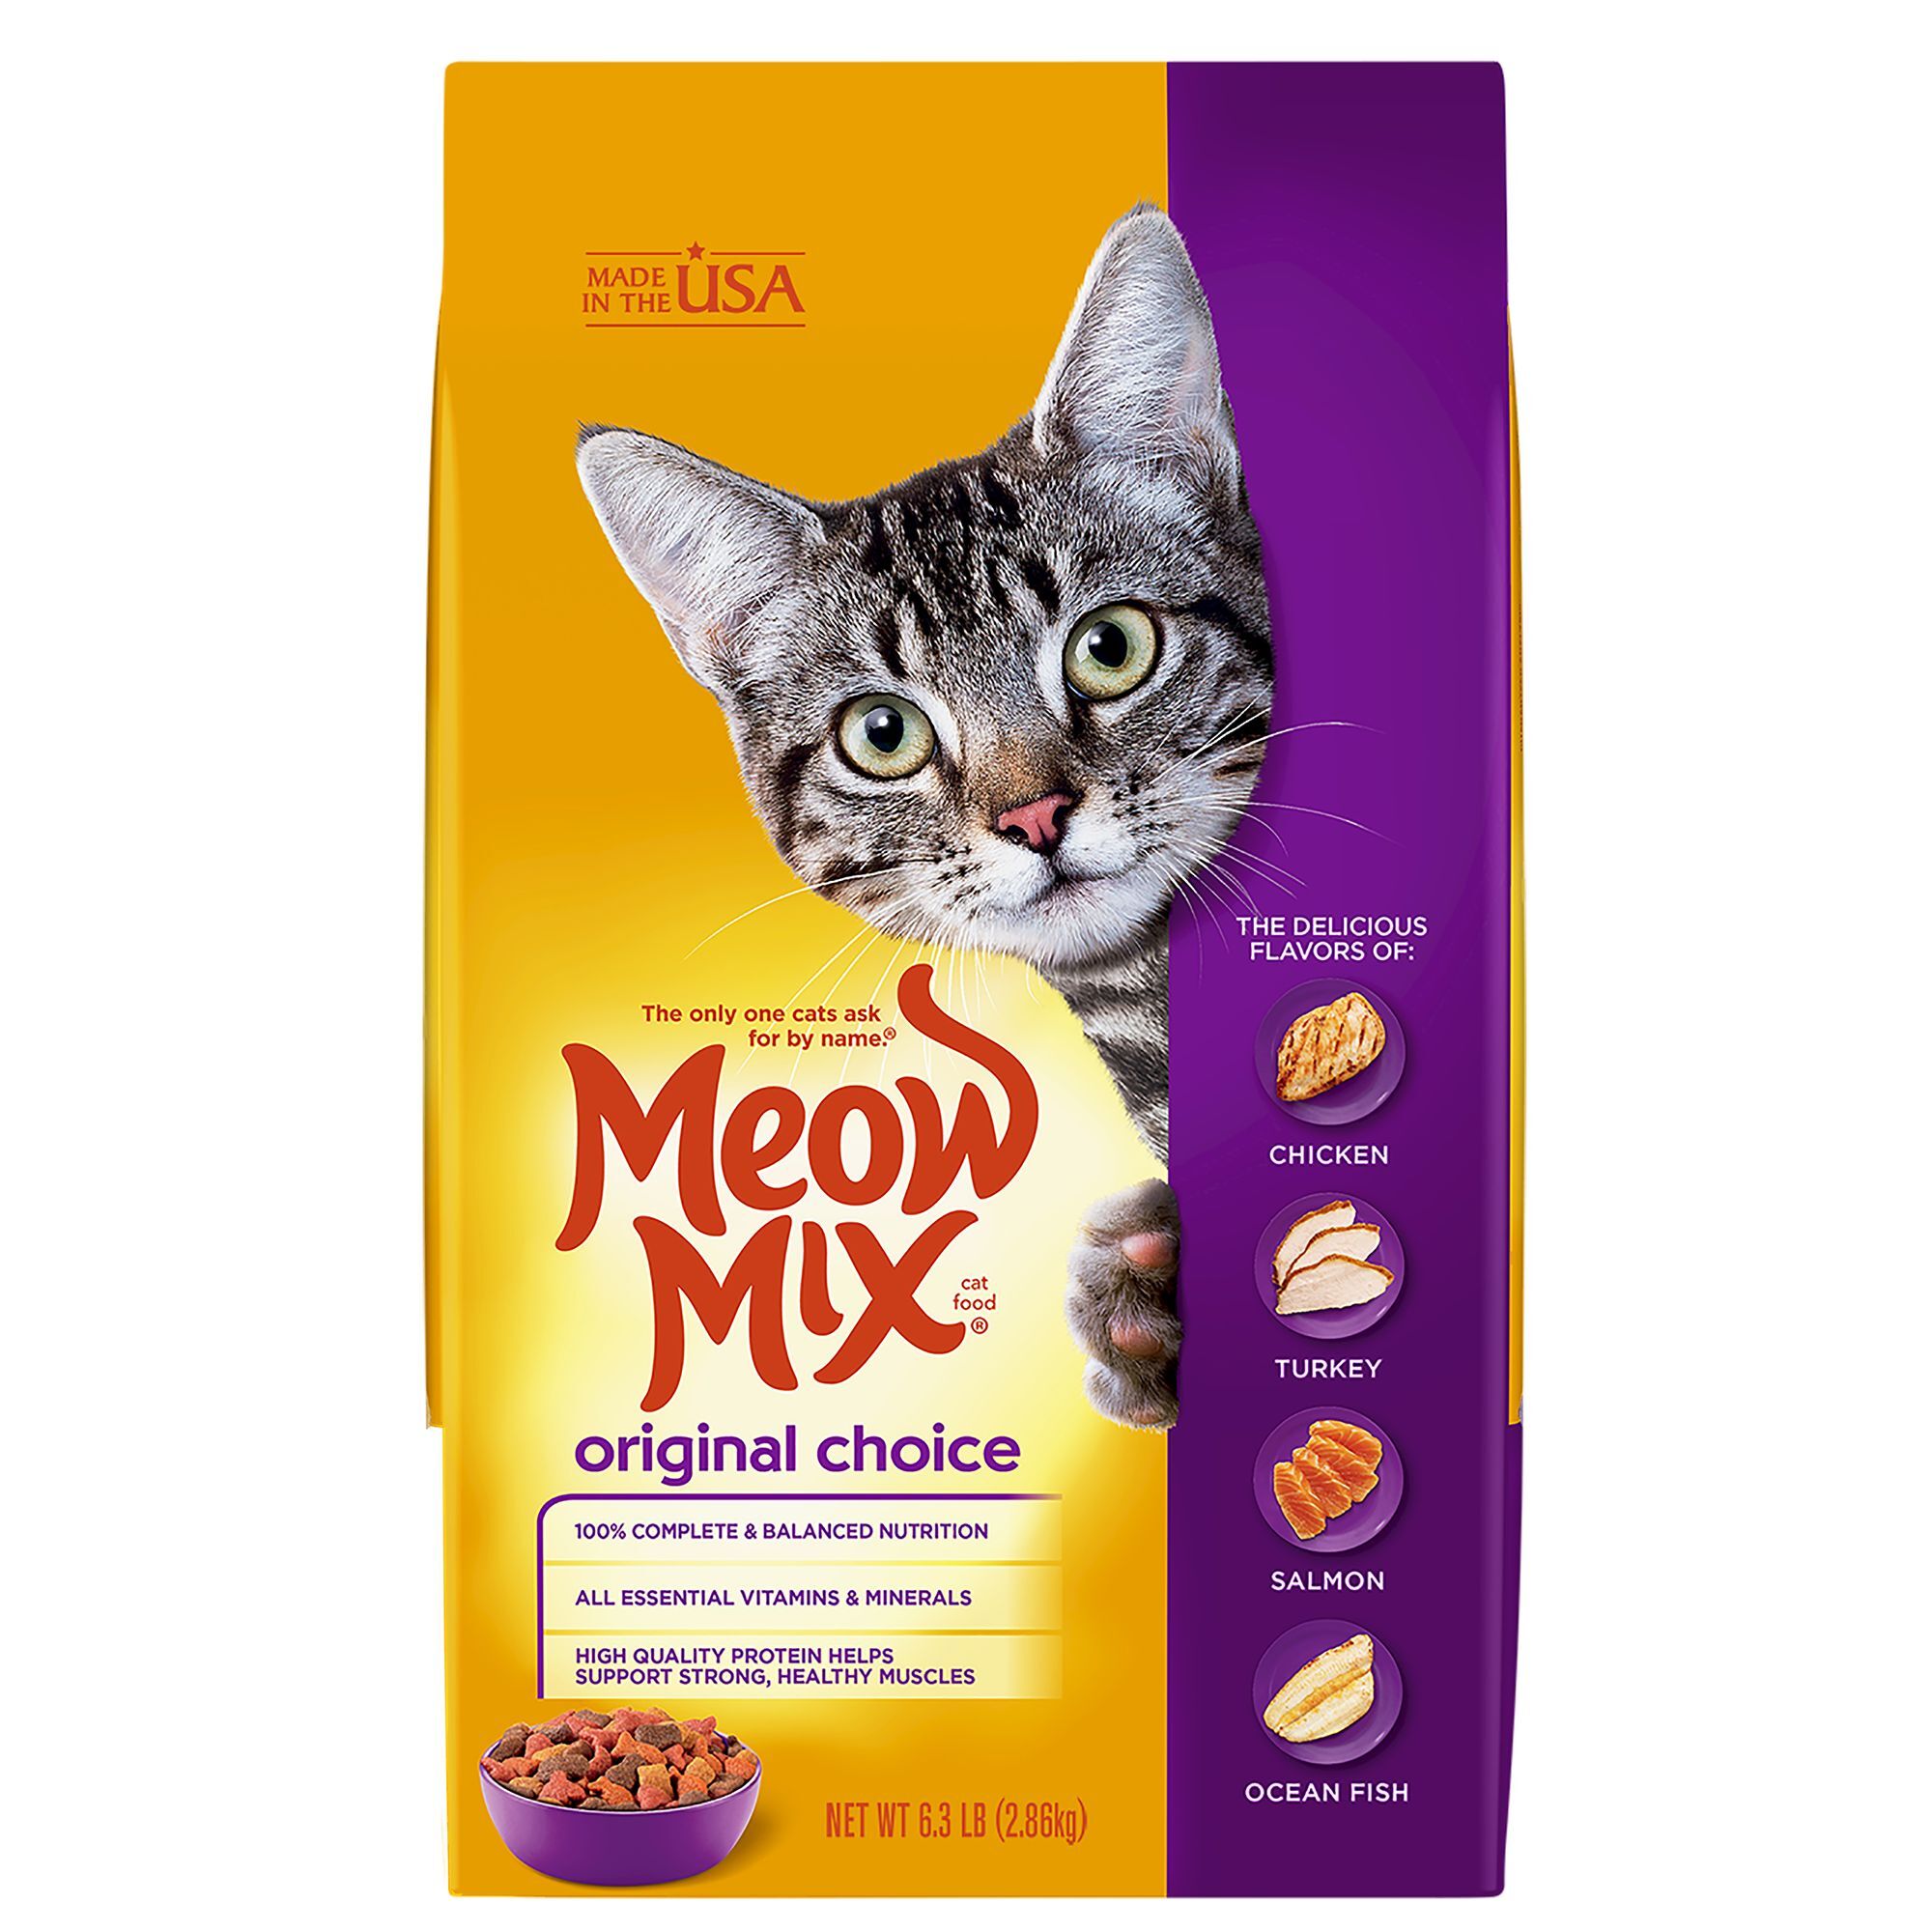 MADE
IN THE USA
The only one cats ask
for by name.®
MEOW
MIX
cat
food
®
original choice
100% COMPLETE & BALANCED NUTRITION
ALL ESSENTIAL VITAMINS & MINERALS
HIGH QUALITY PROTEIN HELPS
SUPPORT STRONG, HEALTHY MUSCLES
NET WT 6.3 LB (2.86kg)
THE DELICIOUS
FLAVORS OF:
CHICKEN
TURKEY
SALMON
OCEAN FISH